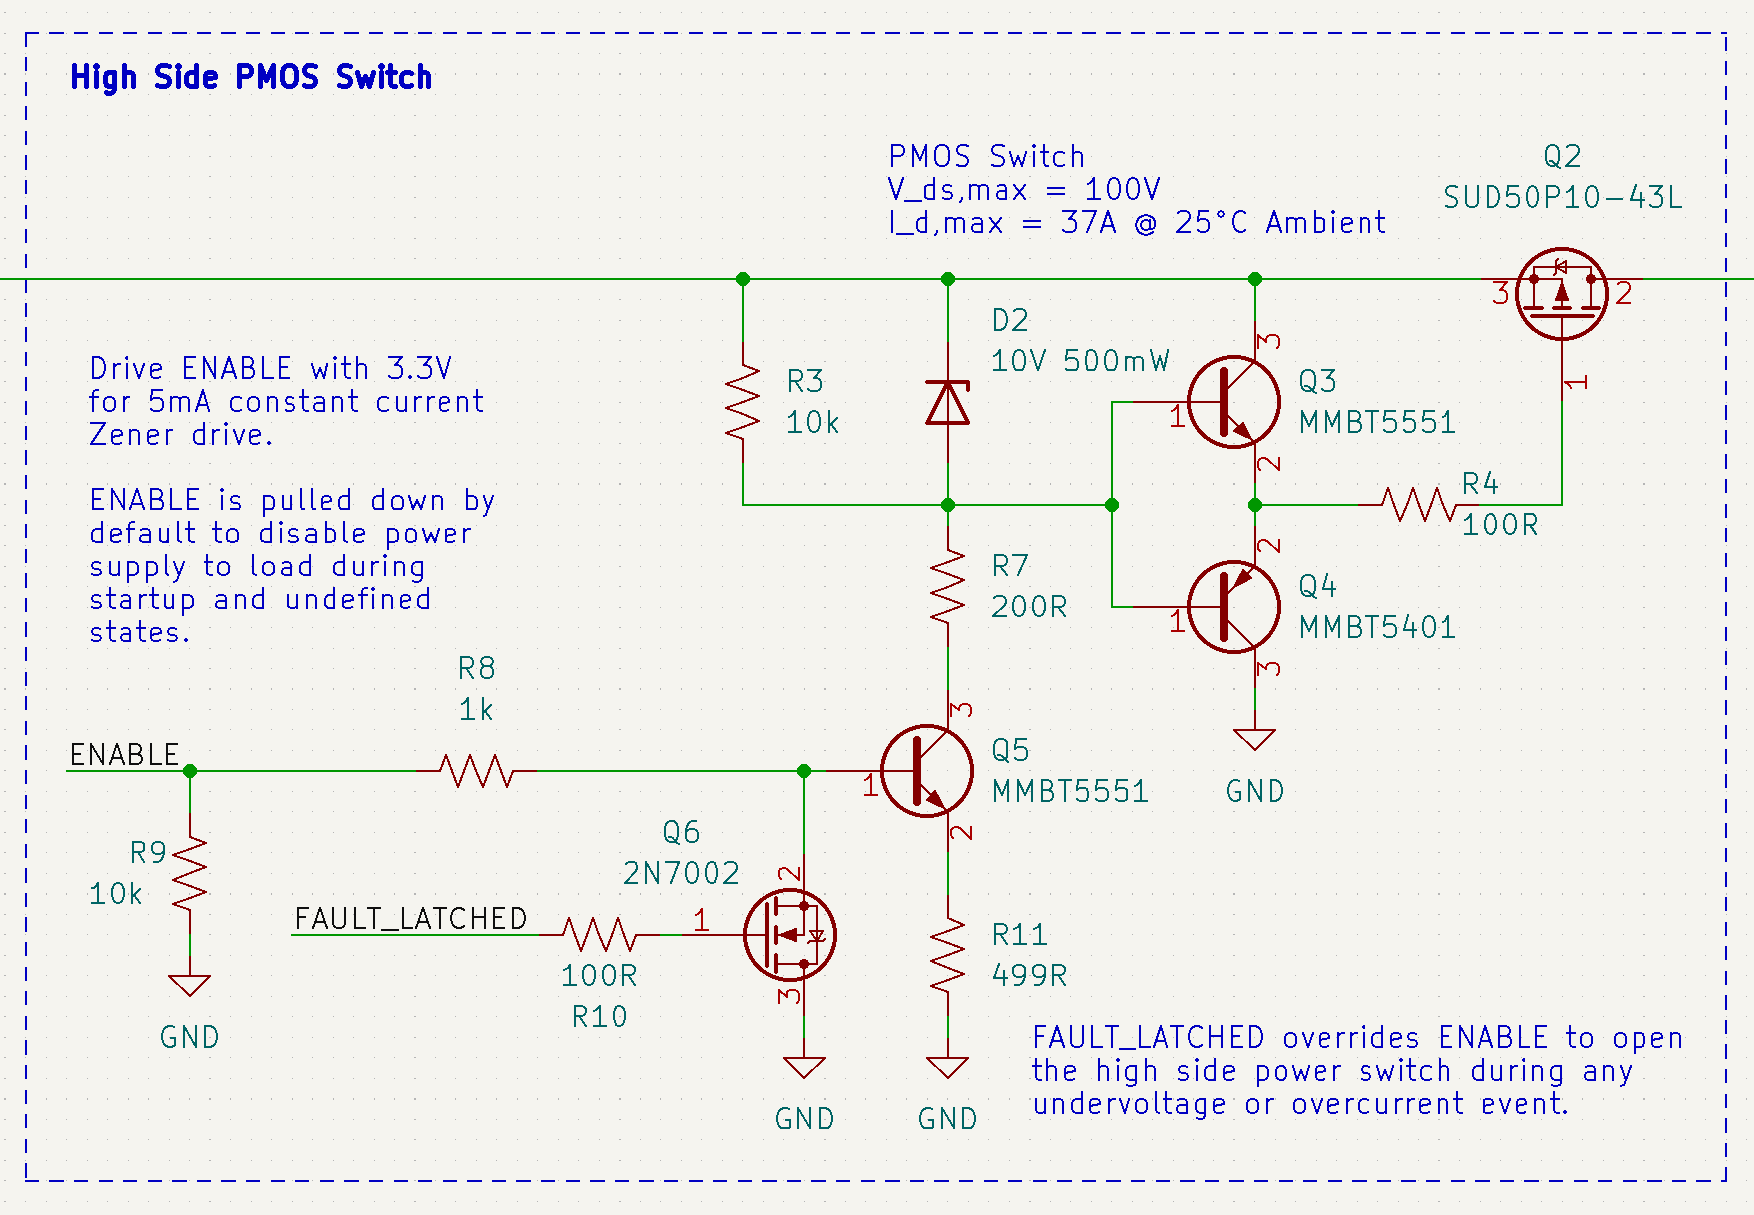 High Side PMOS Switch
PMOS Switch
V_ds,max = 100V
I_d,max = 37A @ 25°C Ambient
Q2
SUD50P10-43L
3
2
1
Drive ENABLE with 3.3V
for 5mA constant current
Zener drive.
ENABLE is pulled down by
default to disable power
supply to load during
startup and undefined
states.
R3
10k
D2
10V 500mW
3
Q3
MMBT5551
1
2
R4
100R
R7
200R
2
Q4
MMBT5401
1
3
GND
R8
1k
ENABLE
R9
10k
GND
3
Q5
MMBT5551
1
2
Q6
2N7002
2
1
3
FAULT_LATCHED
100R
R10
GND
R11
499R
GND
FAULT_LATCHED overrides ENABLE to open
the high side power switch during any
undervoltage or overcurrent event.